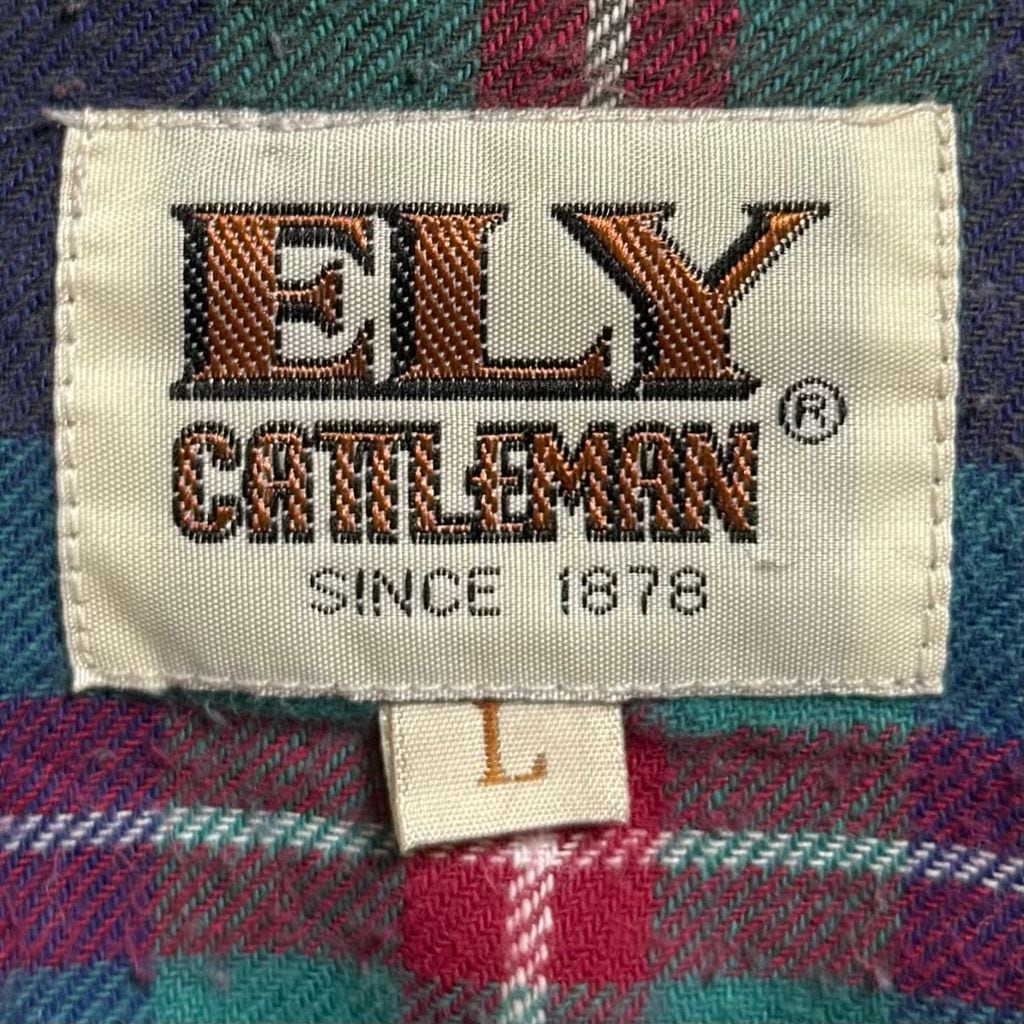 ELY
CATTLEMAN ®
SINCE 1878
L